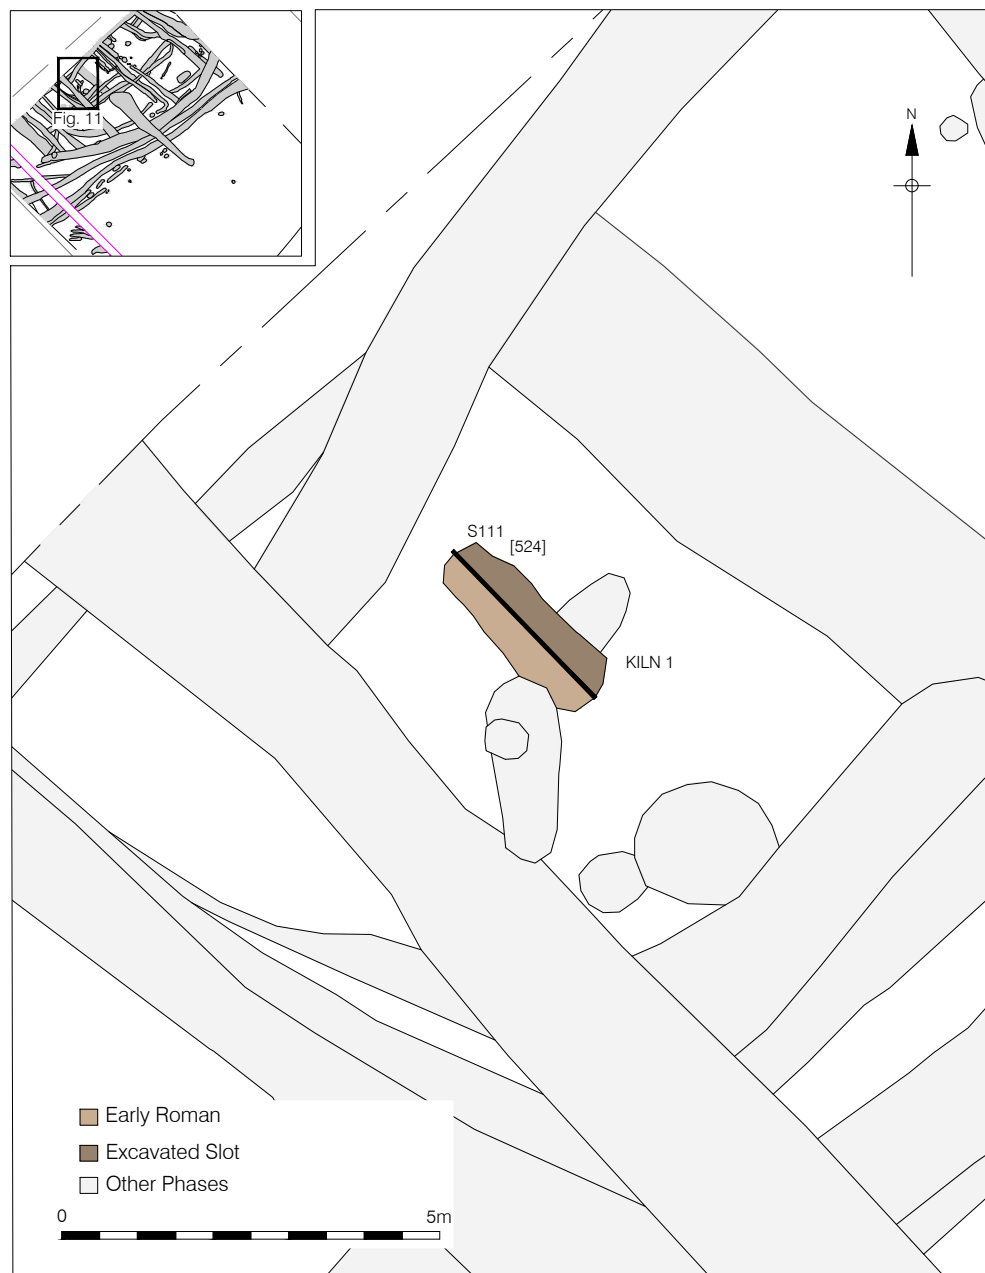 Fig. 11
N
S111
[524]
KILN 1
Early Roman
Excavated Slot
Other Phases
0 5m